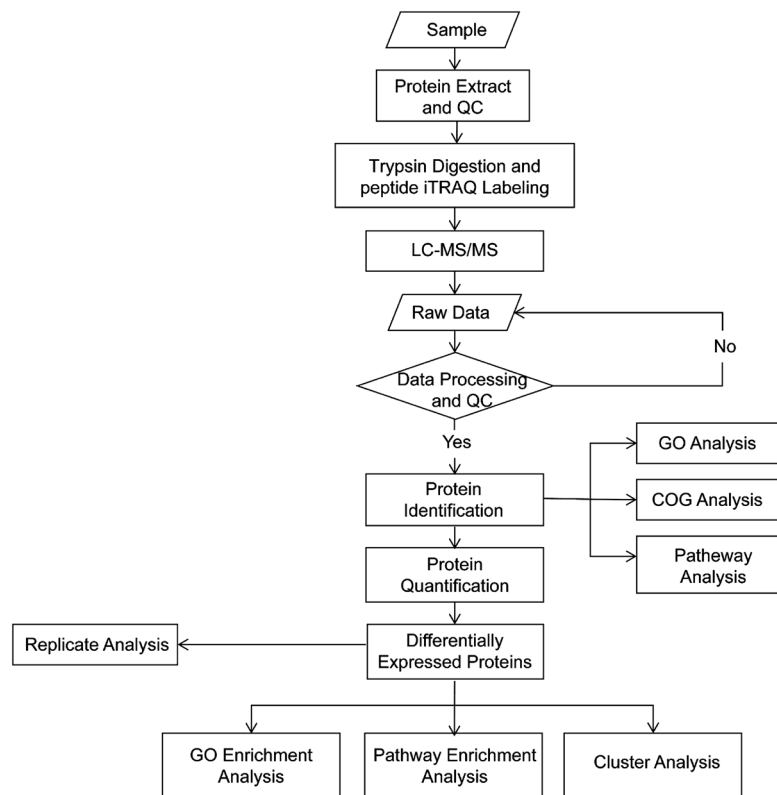 Sample
Protein Extract
and QC
Trypsin Digestion and
peptide iTRAQ Labeling
LC-MS/MS
Raw Data
No
Data Processing
and QC
Yes
GO Analysis
Protein
Identification
COG Analysis
Patheway
Analysis
Protein
Quantification
Replicate Analysis
Differentially
Expressed Proteins
GO Enrichment
Analysis
Pathway Enrichment
Analysis
Cluster Analysis